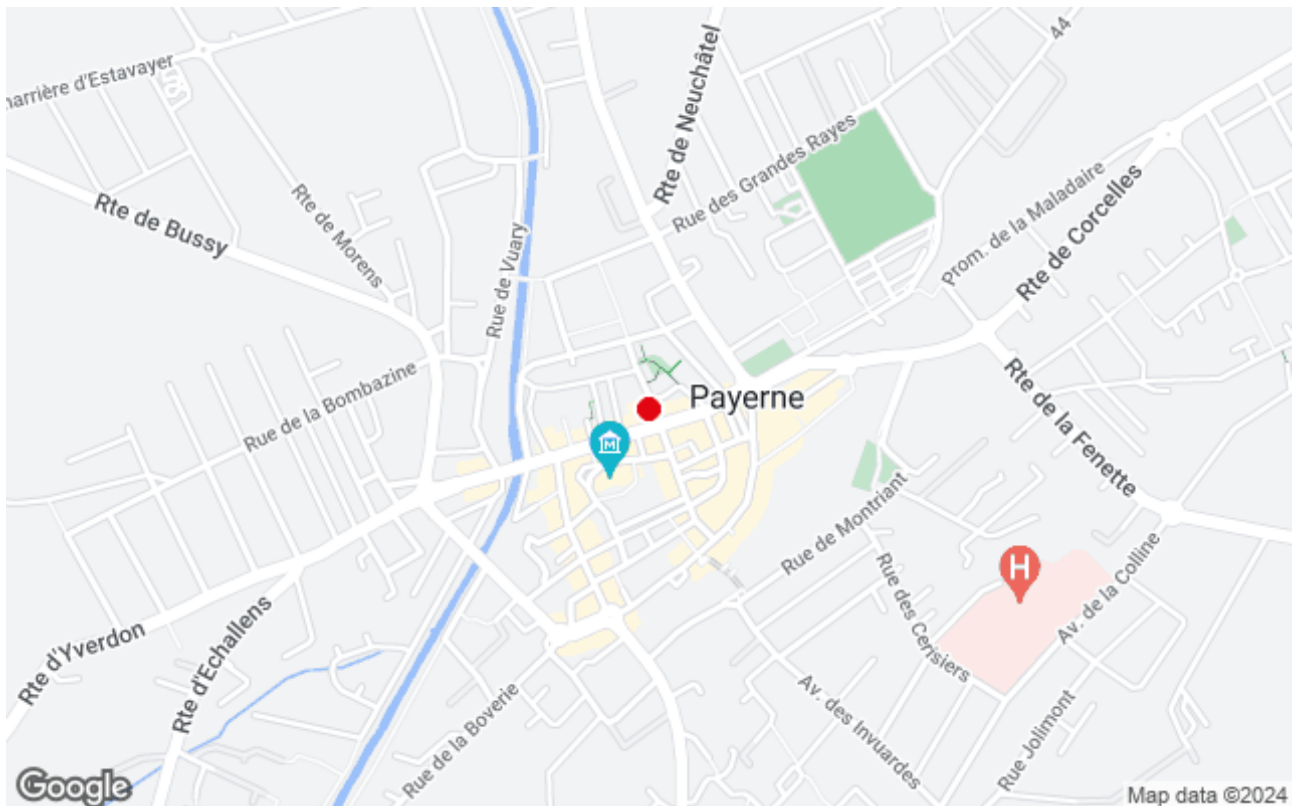 44
harrière d'Estavayer
Rte de Neuchâtel
Rue des Grandes Rayes
Rte de Bussy
Rte de Morens
Rue de Vuary
Prom. de la Maladaire
Rte de Corcelles
Rue de la Bombazine
Payerne
M
Rte de la Fenette
Rue de Montriant
H
Rue des Cerisiers
Av. de la Colline
Rte d'Yverdon
Rte d'Echallens
Rue de la Boverie
Av. des Invuardes
Rue Jolimont
Google
Map data ©2024